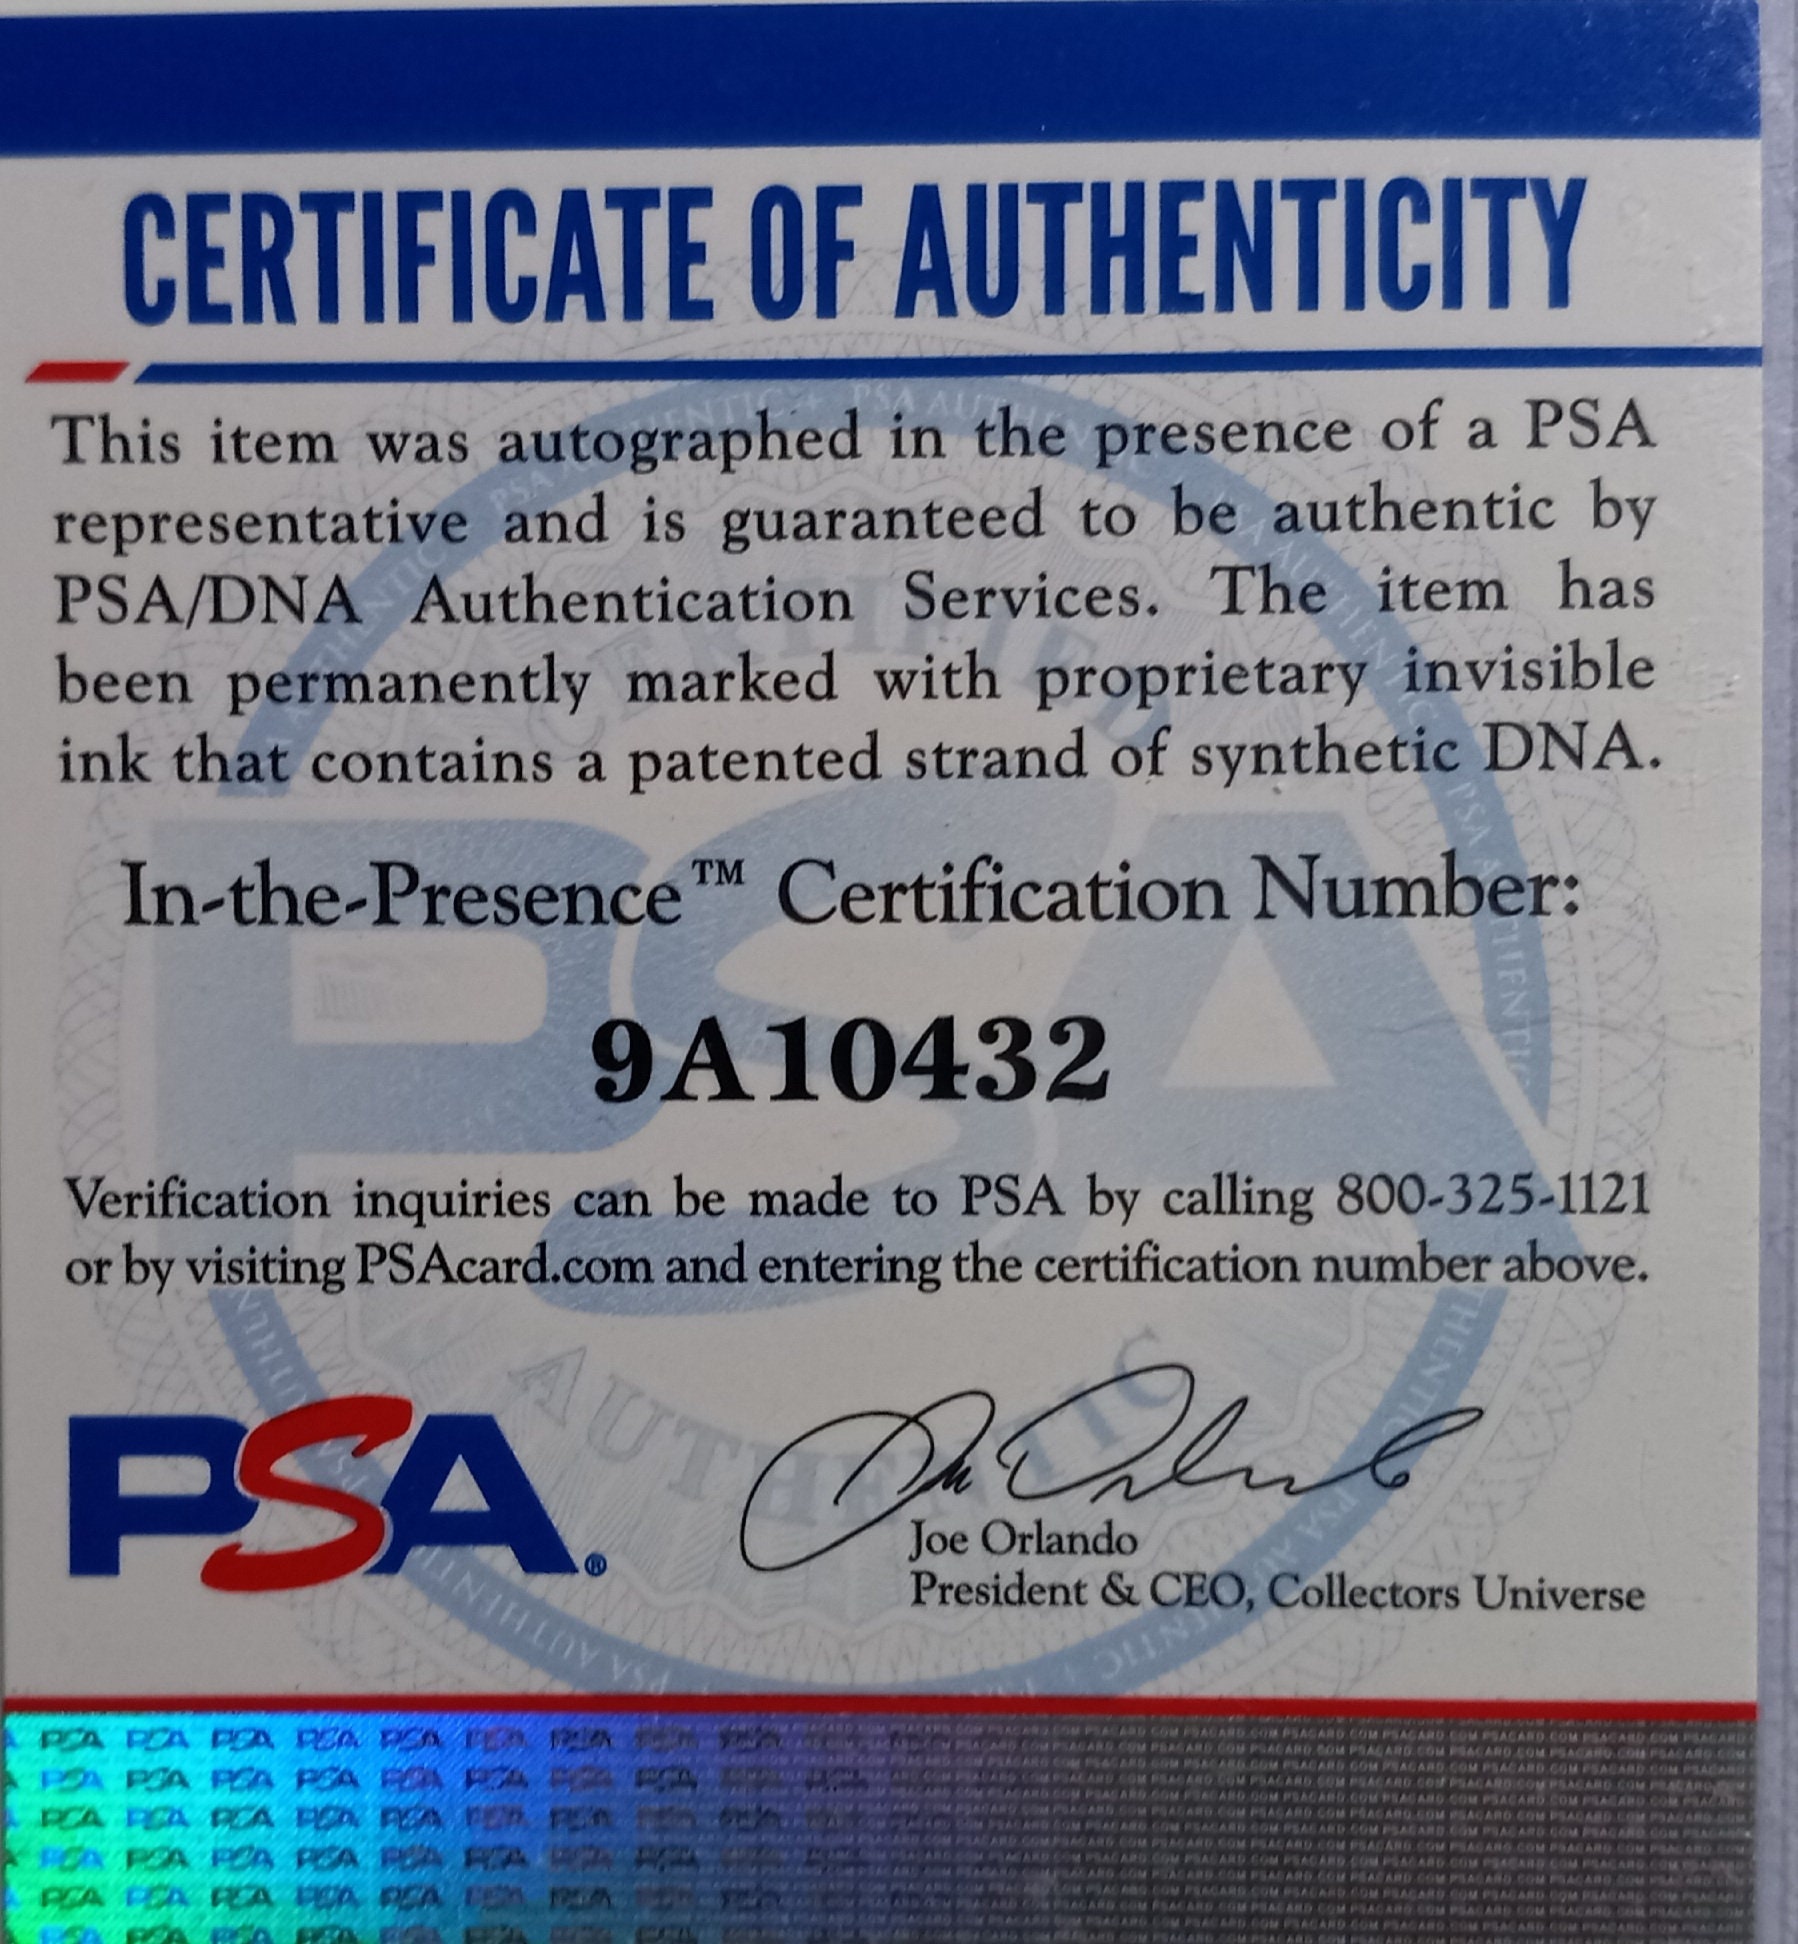 CERTIFICATE OF AUTHENTICITY
This item was autographed in the presence of a PSA
representative and is guaranteed to be authentic by
PSA/DNA Authentication Services. The item has
been permanently marked with proprietary invisible
ink that contains a patented strand of synthetic DNA.
In-the-Presence™ Certification Number:
9A10432
Verification inquiries can be made to PSA by calling 800-325-1121
or by visiting PSAcard.com and entering the certification number above.
PSA®
Joe Orlando
President & CEO, Collectors Universe